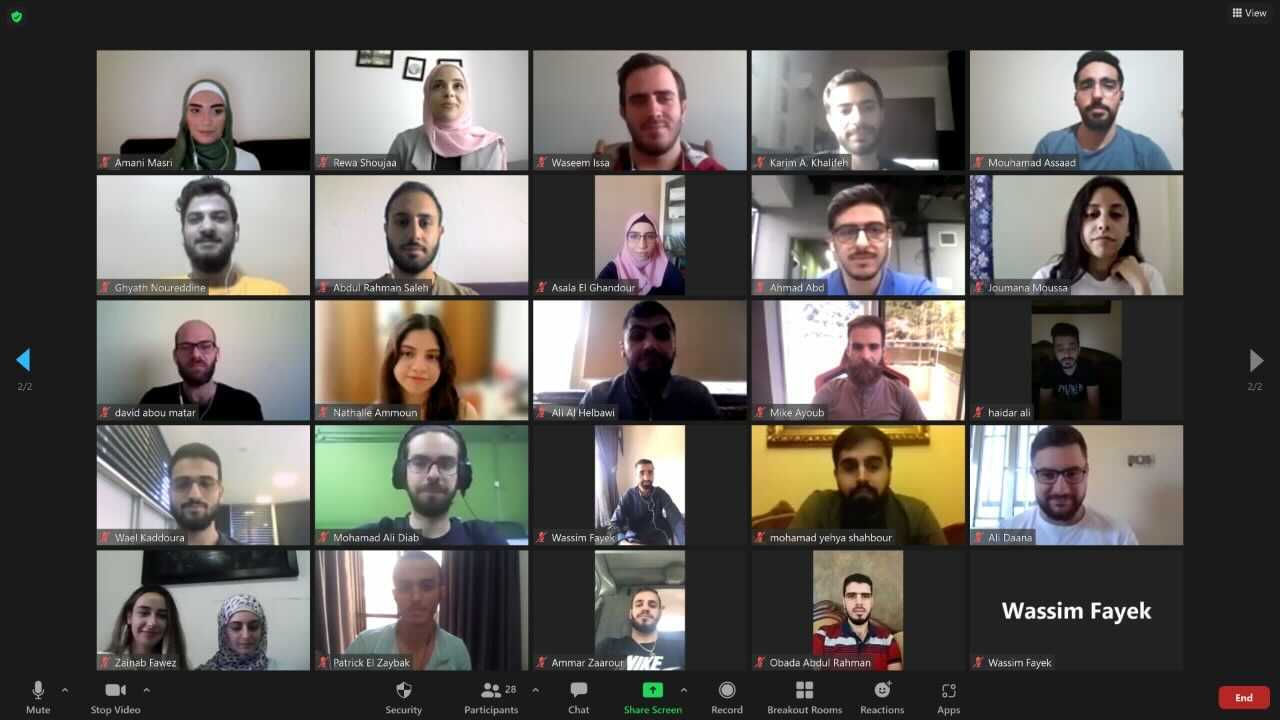 View
Amani Masri
Rewa Shoujaa
Waseem Issa
Karim A. Khalifeh
Mouhamad Assaad
Ghyath Noureddine
Abdul Rahman Saleh
Asala El Ghandour
Ahmad Abd
Joumana Moussa
2/2
2/2
david abou matar
Nathalie Ammoun
Ali Al Helbawi
Mike Ayoub
haidar ali
Wael Kaddoura
Mohamad Ali Diab
Wassim Fayek
mohamad yehya shahbour
Ali Daana
Wassim Fayek
NIKE
Zainab Fawez
Patrick El Zaybak
Ammar Zaarour
Obada Abdul Rahman
Wassim Fayek
28
Mute
Stop Video
Security
Participants
Chat
Share Screen
Record
Breakout Rooms
Reactions
Apps
End